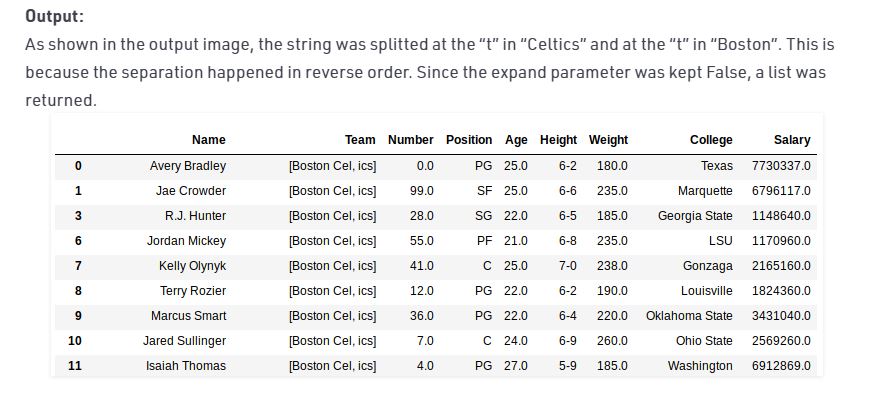 Output:
As shown in the output image, the string was splitted at the “t” in “Celtics” and at the “t” in “Boston”. This is
because the separation happened in reverse order. Since the expand parameter was kept False, a list was
returned.
Name Team Number Position Age Height Weight College Salary
0 Avery Bradley [Boston Cel, ics] 0.0 PG 25.0 6-2 180.0 Texas 7730337.0
1 Jae Crowder [Boston Cel, ics] 99.0 SF 25.0 6-6 235.0 Marquette 6796117.0
3 R.J. Hunter [Boston Cel, ics] 28.0 SG 22.0 6-5 185.0 Georgia State 1148640.0
6 Jordan Mickey [Boston Cel, ics] 55.0 PF 21.0 6-8 235.0 LSU 1170960.0
7 Kelly Olynyk [Boston Cel, ics] 41.0 C 25.0 7-0 238.0 Gonzaga 2165160.0
8 Terry Rozier [Boston Cel, ics] 12.0 PG 22.0 6-2 190.0 Louisville 1824360.0
9 Marcus Smart [Boston Cel, ics] 36.0 PG 22.0 6-4 220.0 Oklahoma State 3431040.0
10 Jared Sullinger [Boston Cel, ics] 7.0 C 24.0 6-9 260.0 Ohio State 2569260.0
11 Isaiah Thomas [Boston Cel, ics] 4.0 PG 27.0 5-9 185.0 Washington 6912869.0